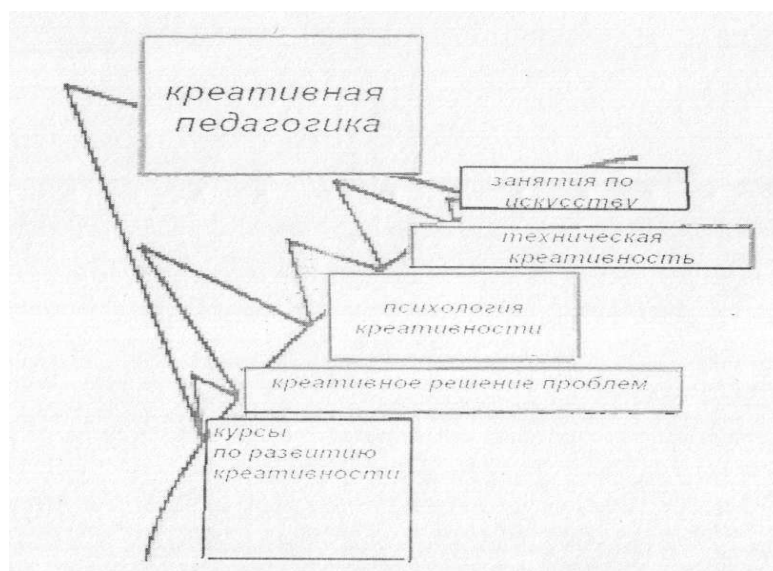 креативная
педагогика
занятия по
искусству
техническая
креативность
психология
креативности
креативное решение проблем
курсы
по развитию
креативности